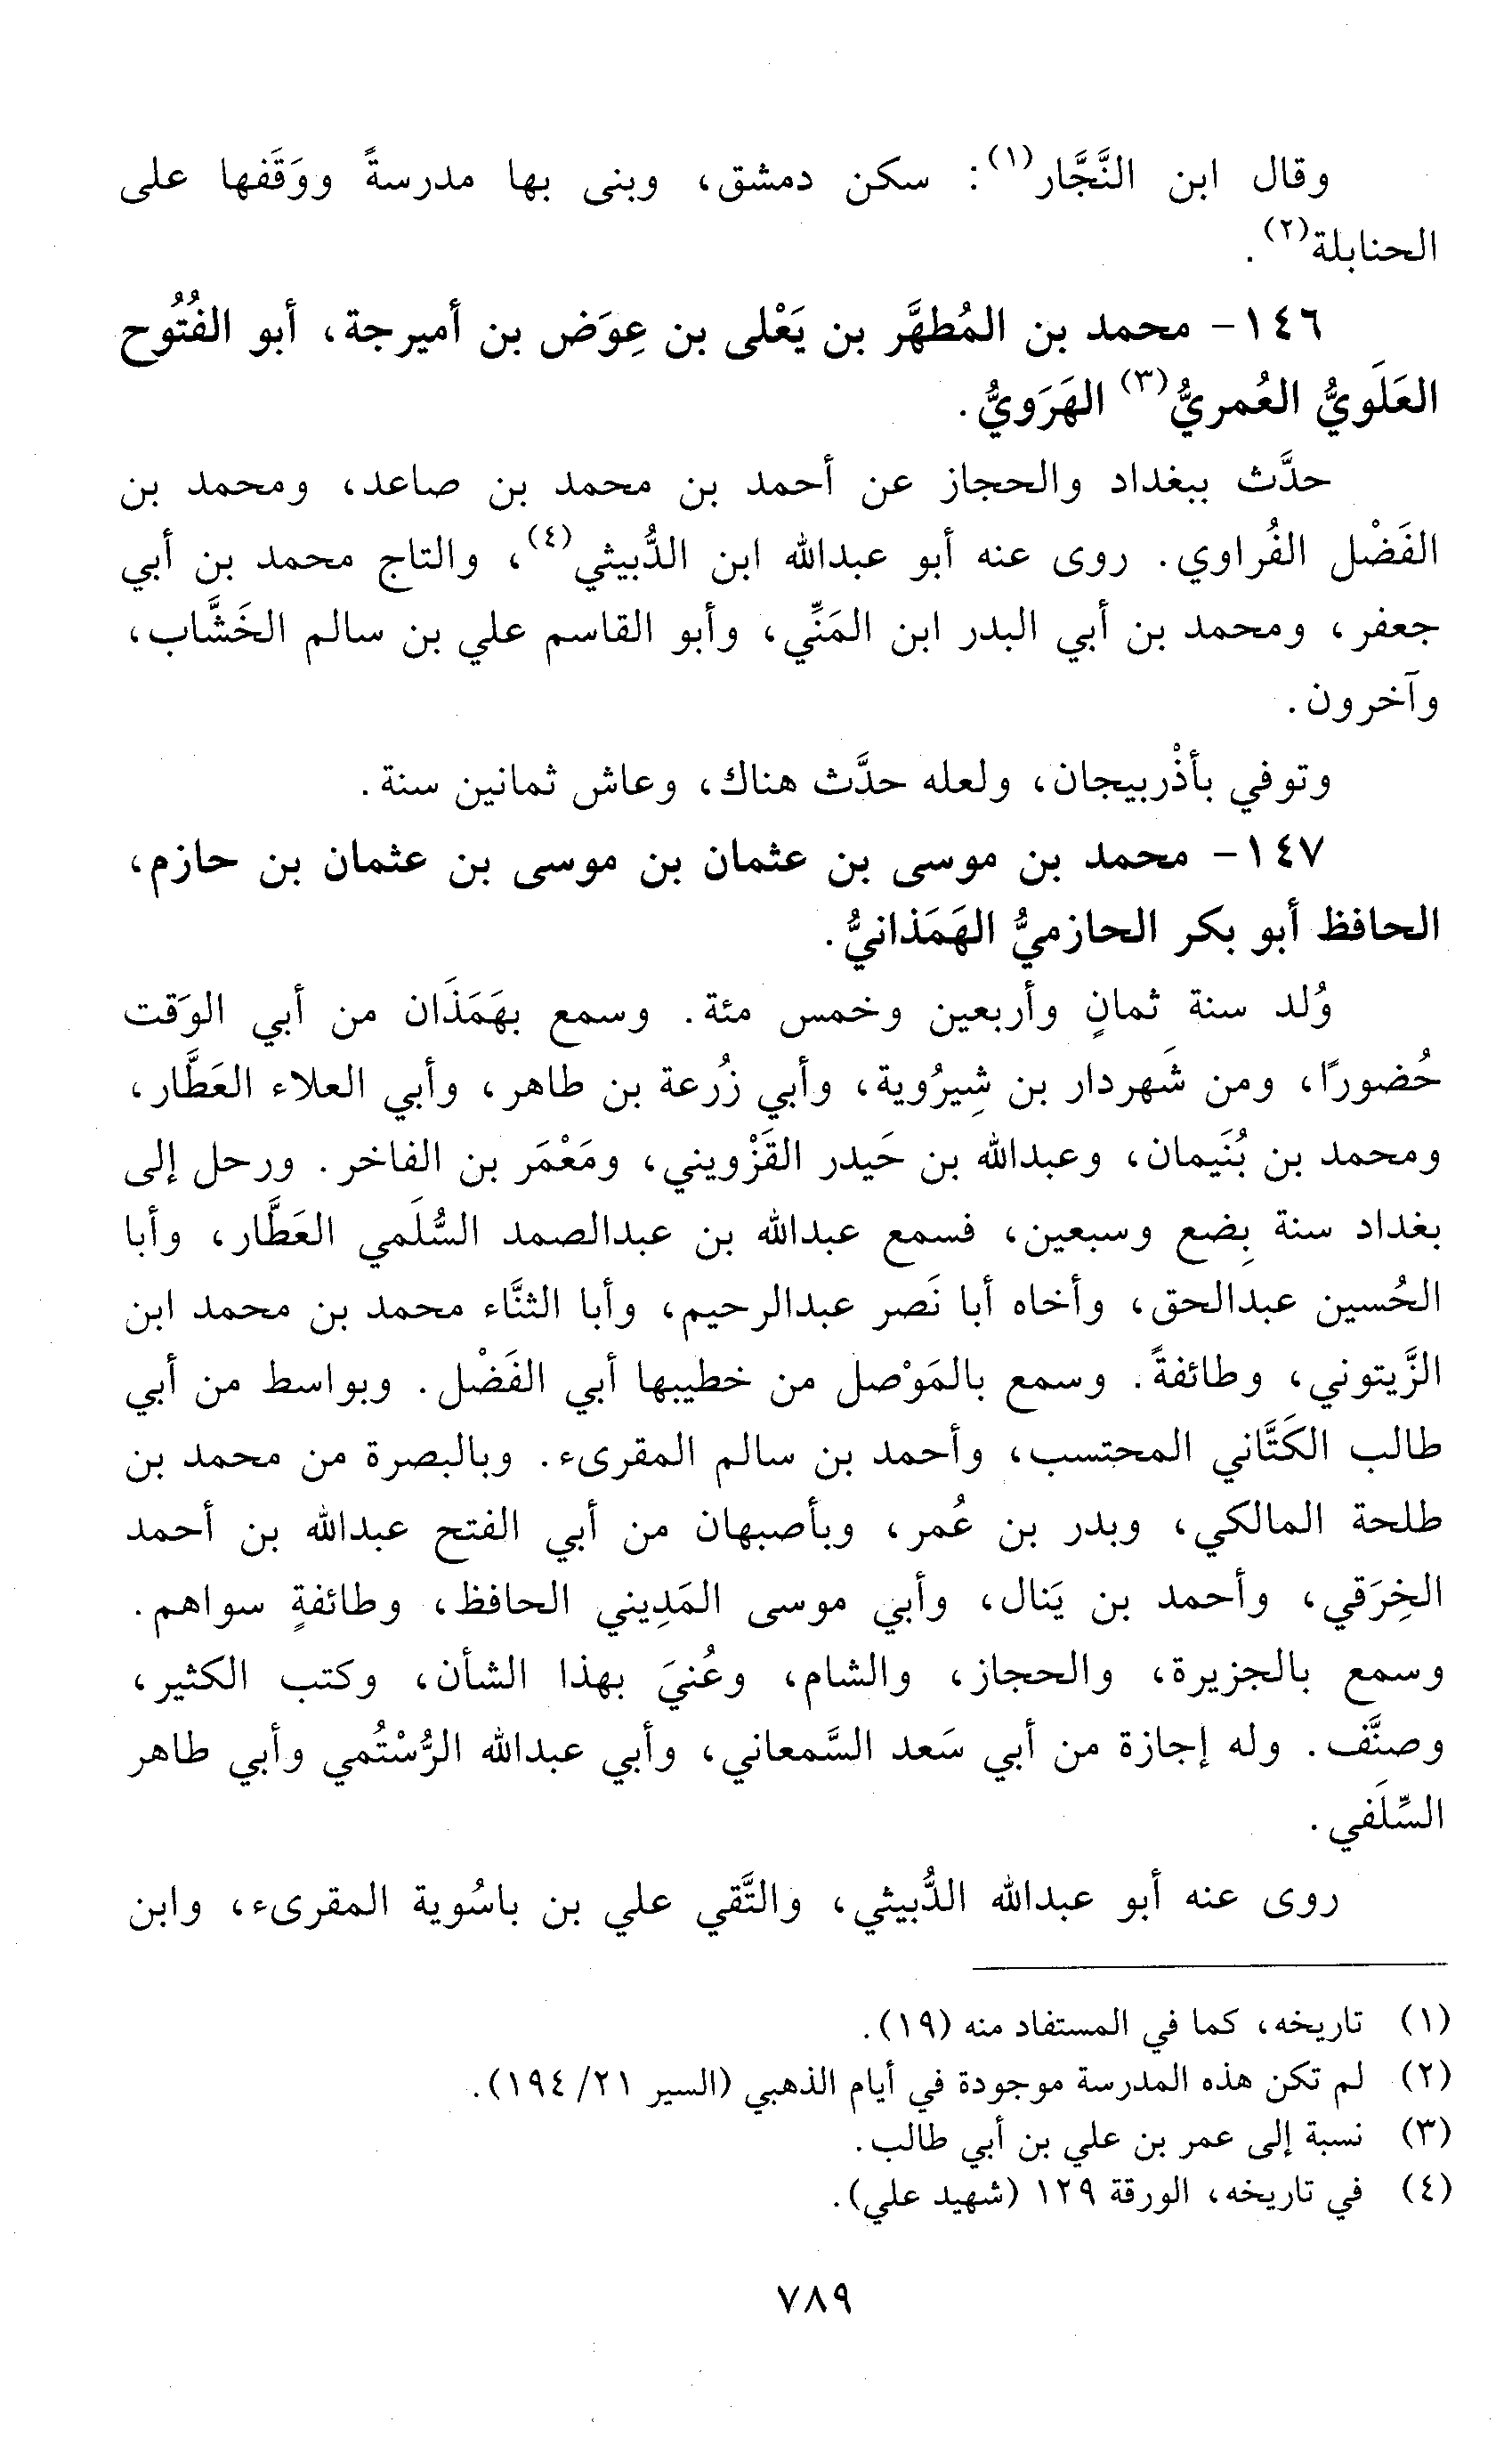 وقال ابن النَّجَّار(١): سكن دمشق، وبنى بها مدرسةً ووَقَفها على
الحنابلة(٢).
١٤٦- محمد بن المُطهَّر بن يَعْلى بن عِوَض بن أميرجة، أبو الفُتُوح
العَلَويُّ العُمريُّ(٣) الهَرَويُّ.
حدَّث ببغداد والحجاز عن أحمد بن محمد بن صاعد، ومحمد بن
الفَضْل الفُراوي. روى عنه أبو عبدالله ابن الدُّبيثي(٤)، والتاج محمد بن أبي
جعفر، ومحمد بن أبي البدر ابن المَنِّي، وأبو القاسم علي بن سالم الخَشَّاب،
وآخرون.
وتوفي بأذْربيجان، ولعله حدَّث هناك، وعاش ثمانين سنة.
١٤٧- محمد بن موسى بن عثمان بن موسى بن عثمان بن حازم،
الحافظ أبو بكر الحازميُّ الهَمَذانيُّ.
وُلد سنة ثمانٍ وأربعين وخمس مئة. وسمع بهَمَذَان من أبي الوَقت
حُضورًا، ومن شَهردار بن شِيرُوية، وأبي زُرعة بن طاهر، وأبي العلاء العَطَّار،
ومحمد بن بُنَيمان، وعبدالله بن حَيدر القَزْويني، ومَعْمَر بن الفاخر. ورحل إلى
بغداد سنة بِضع وسبعين، فسمع عبدالله بن عبدالصمد السُّلَمي العَطَّار، وأبا
الحُسين عبدالحق، وأخاه أبا نَصر عبدالرحيم، وأبا الثنَّاء محمد بن محمد ابن
الزَّيتوني، وطائفةً. وسمع بالمَوْصل من خطيبها أبي الفَضْل. وبواسط من أبي
طالب الكَتَّاني المحتسب، وأحمد بن سالم المقرىء. وبالبصرة من محمد بن
طلحة المالكي، وبدر بن عُمر، وبأصبهان من أبي الفتح عبدالله بن أحمد
الخِرَقي، وأحمد بن يَنال، وأبي موسى المَدِيني الحافظ، وطائفةٍ سواهم.
وسمع بالجزيرة، والحجاز، والشام، وعُنيَ بهذا الشأن، وكتب الكثير،
وصنَّف. وله إجازة من أبي سَعد السَّمعاني، وأبي عبدالله الرُّسْتُمي وأبي طاهر
السِّلَفي.
روى عنه أبو عبدالله الدُّبيثي، والتَّقي علي بن باسُوية المقرىء، وابن
(١) تاريخه، كما في المستفاد منه (١٩).
(٢) لم تكن هذه المدرسة موجودة في أيام الذهبي (السير ٢١/ ١٩٤).
(٣) نسبة إلى عمر بن علي بن أبي طالب.
(٤) في تاريخه، الورقة ١٢٩ (شهيد علي).
٧٨٩